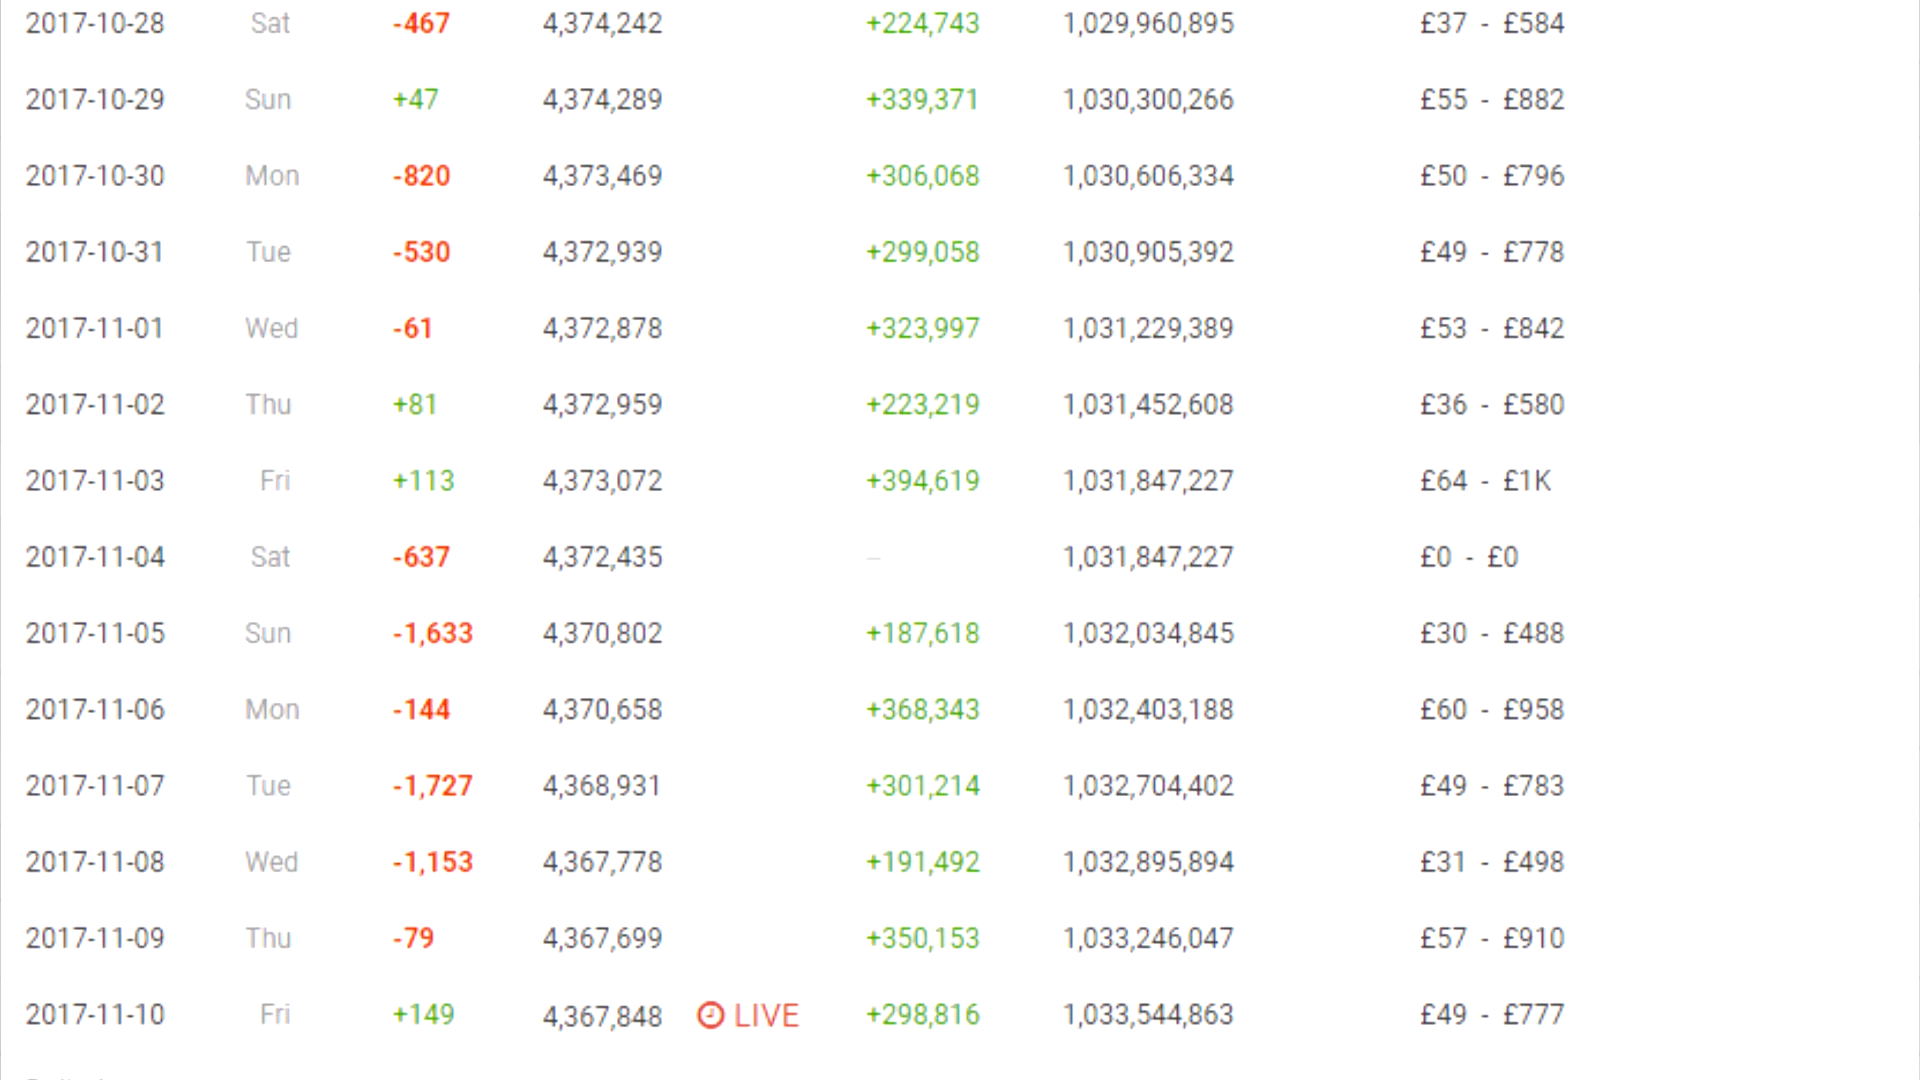 2017-10-28 Sat -467 4,374,242 +224,743 1,029,960,895 £37 - £584
2017-10-29 Sun +47 4,374,289 +339,371 1,030,300,266 £55 - £882
2017-10-30 Mon -820 4,373,469 +306,068 1,030,606,334 £50 - £796
2017-10-31 Tue -530 4,372,939 +299,058 1,030,905,392 £49 - £778
2017-11-01 Wed -61 4,372,878 +323,997 1,031,229,389 £53 - £842
2017-11-02 Thu +81 4,372,959 +223,219 1,031,452,608 £36 - £580
2017-11-03 Fri +113 4,373,072 +394,619 1,031,847,227 £64 - £1K
2017-11-04 Sat -637 4,372,435 – 1,031,847,227 £0 - £0
2017-11-05 Sun -1,633 4,370,802 +187,618 1,032,034,845 £30 - £488
2017-11-06 Mon -144 4,370,658 +368,343 1,032,403,188 £60 - £958
2017-11-07 Tue -1,727 4,368,931 +301,214 1,032,704,402 £49 - £783
2017-11-08 Wed -1,153 4,367,778 +191,492 1,032,895,894 £31 - £498
2017-11-09 Thu -79 4,367,699 +350,153 1,033,246,047 £57 - £910
2017-11-10 Fri +149 4,367,848 LIVE +298,816 1,033,544,863 £49 - £777